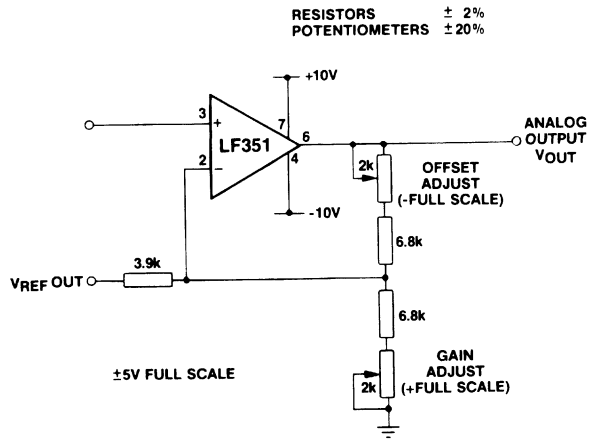 RESISTORS ± 2%
POTENTIOMETERS ±20%
+10V
3
+
7
LF351
6
2
−
4
-10V
ANALOG
OUTPUT
VOUT
2k
OFFSET
ADJUST
(-FULL SCALE)
6.8k
3.9k
VREF OUT
6.8k
±5V FULL SCALE
2k
GAIN
ADJUST
(+FULL SCALE)